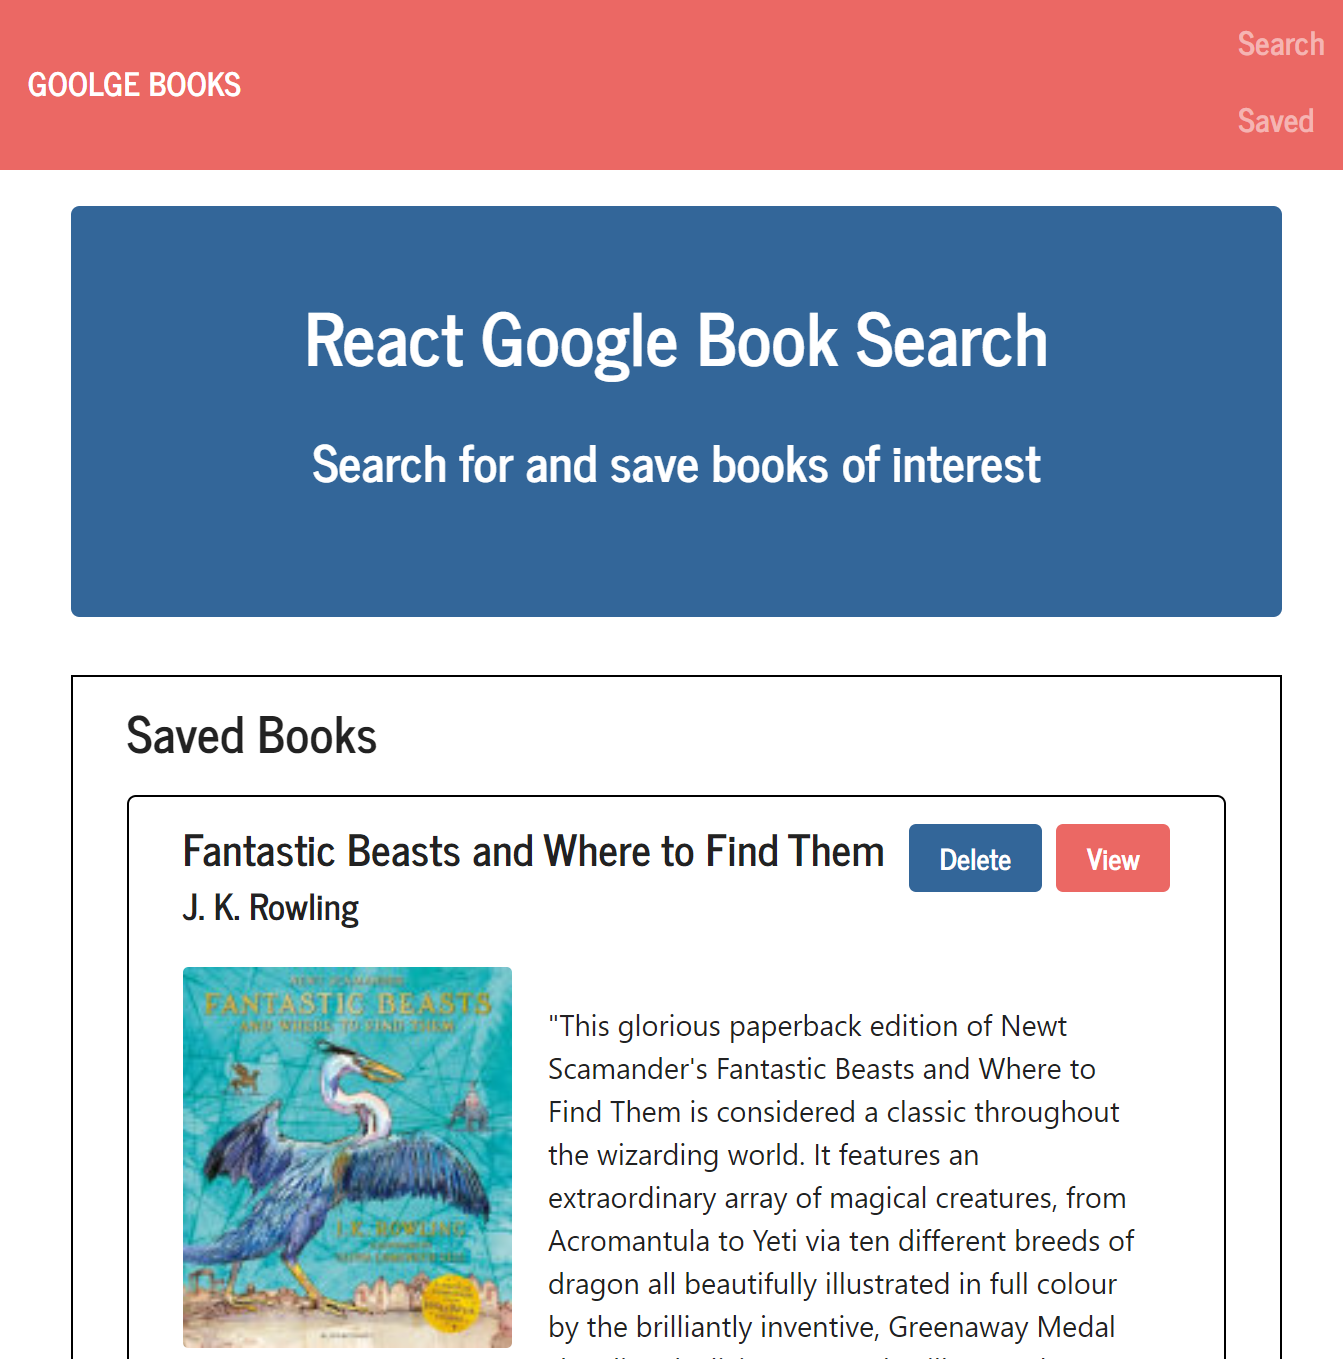 GOOLGE BOOKS
Search
Saved
React Google Book Search
Search for and save books of interest
Saved Books
Fantastic Beasts and Where to Find Them
Delete
View
J. K. Rowling
NEWT SCAMANDER
FANTASTIC BEASTS
AND WHERE TO FIND THEM
J.K. ROWLING
"This glorious paperback edition of Newt
Scamander's Fantastic Beasts and Where to
Find Them is considered a classic throughout
the wizarding world. It features an
extraordinary array of magical creatures, from
Acromantula to Yeti via ten different breeds of
dragon all beautifully illustrated in full colour
by the brilliantly inventive, Greenaway Medal